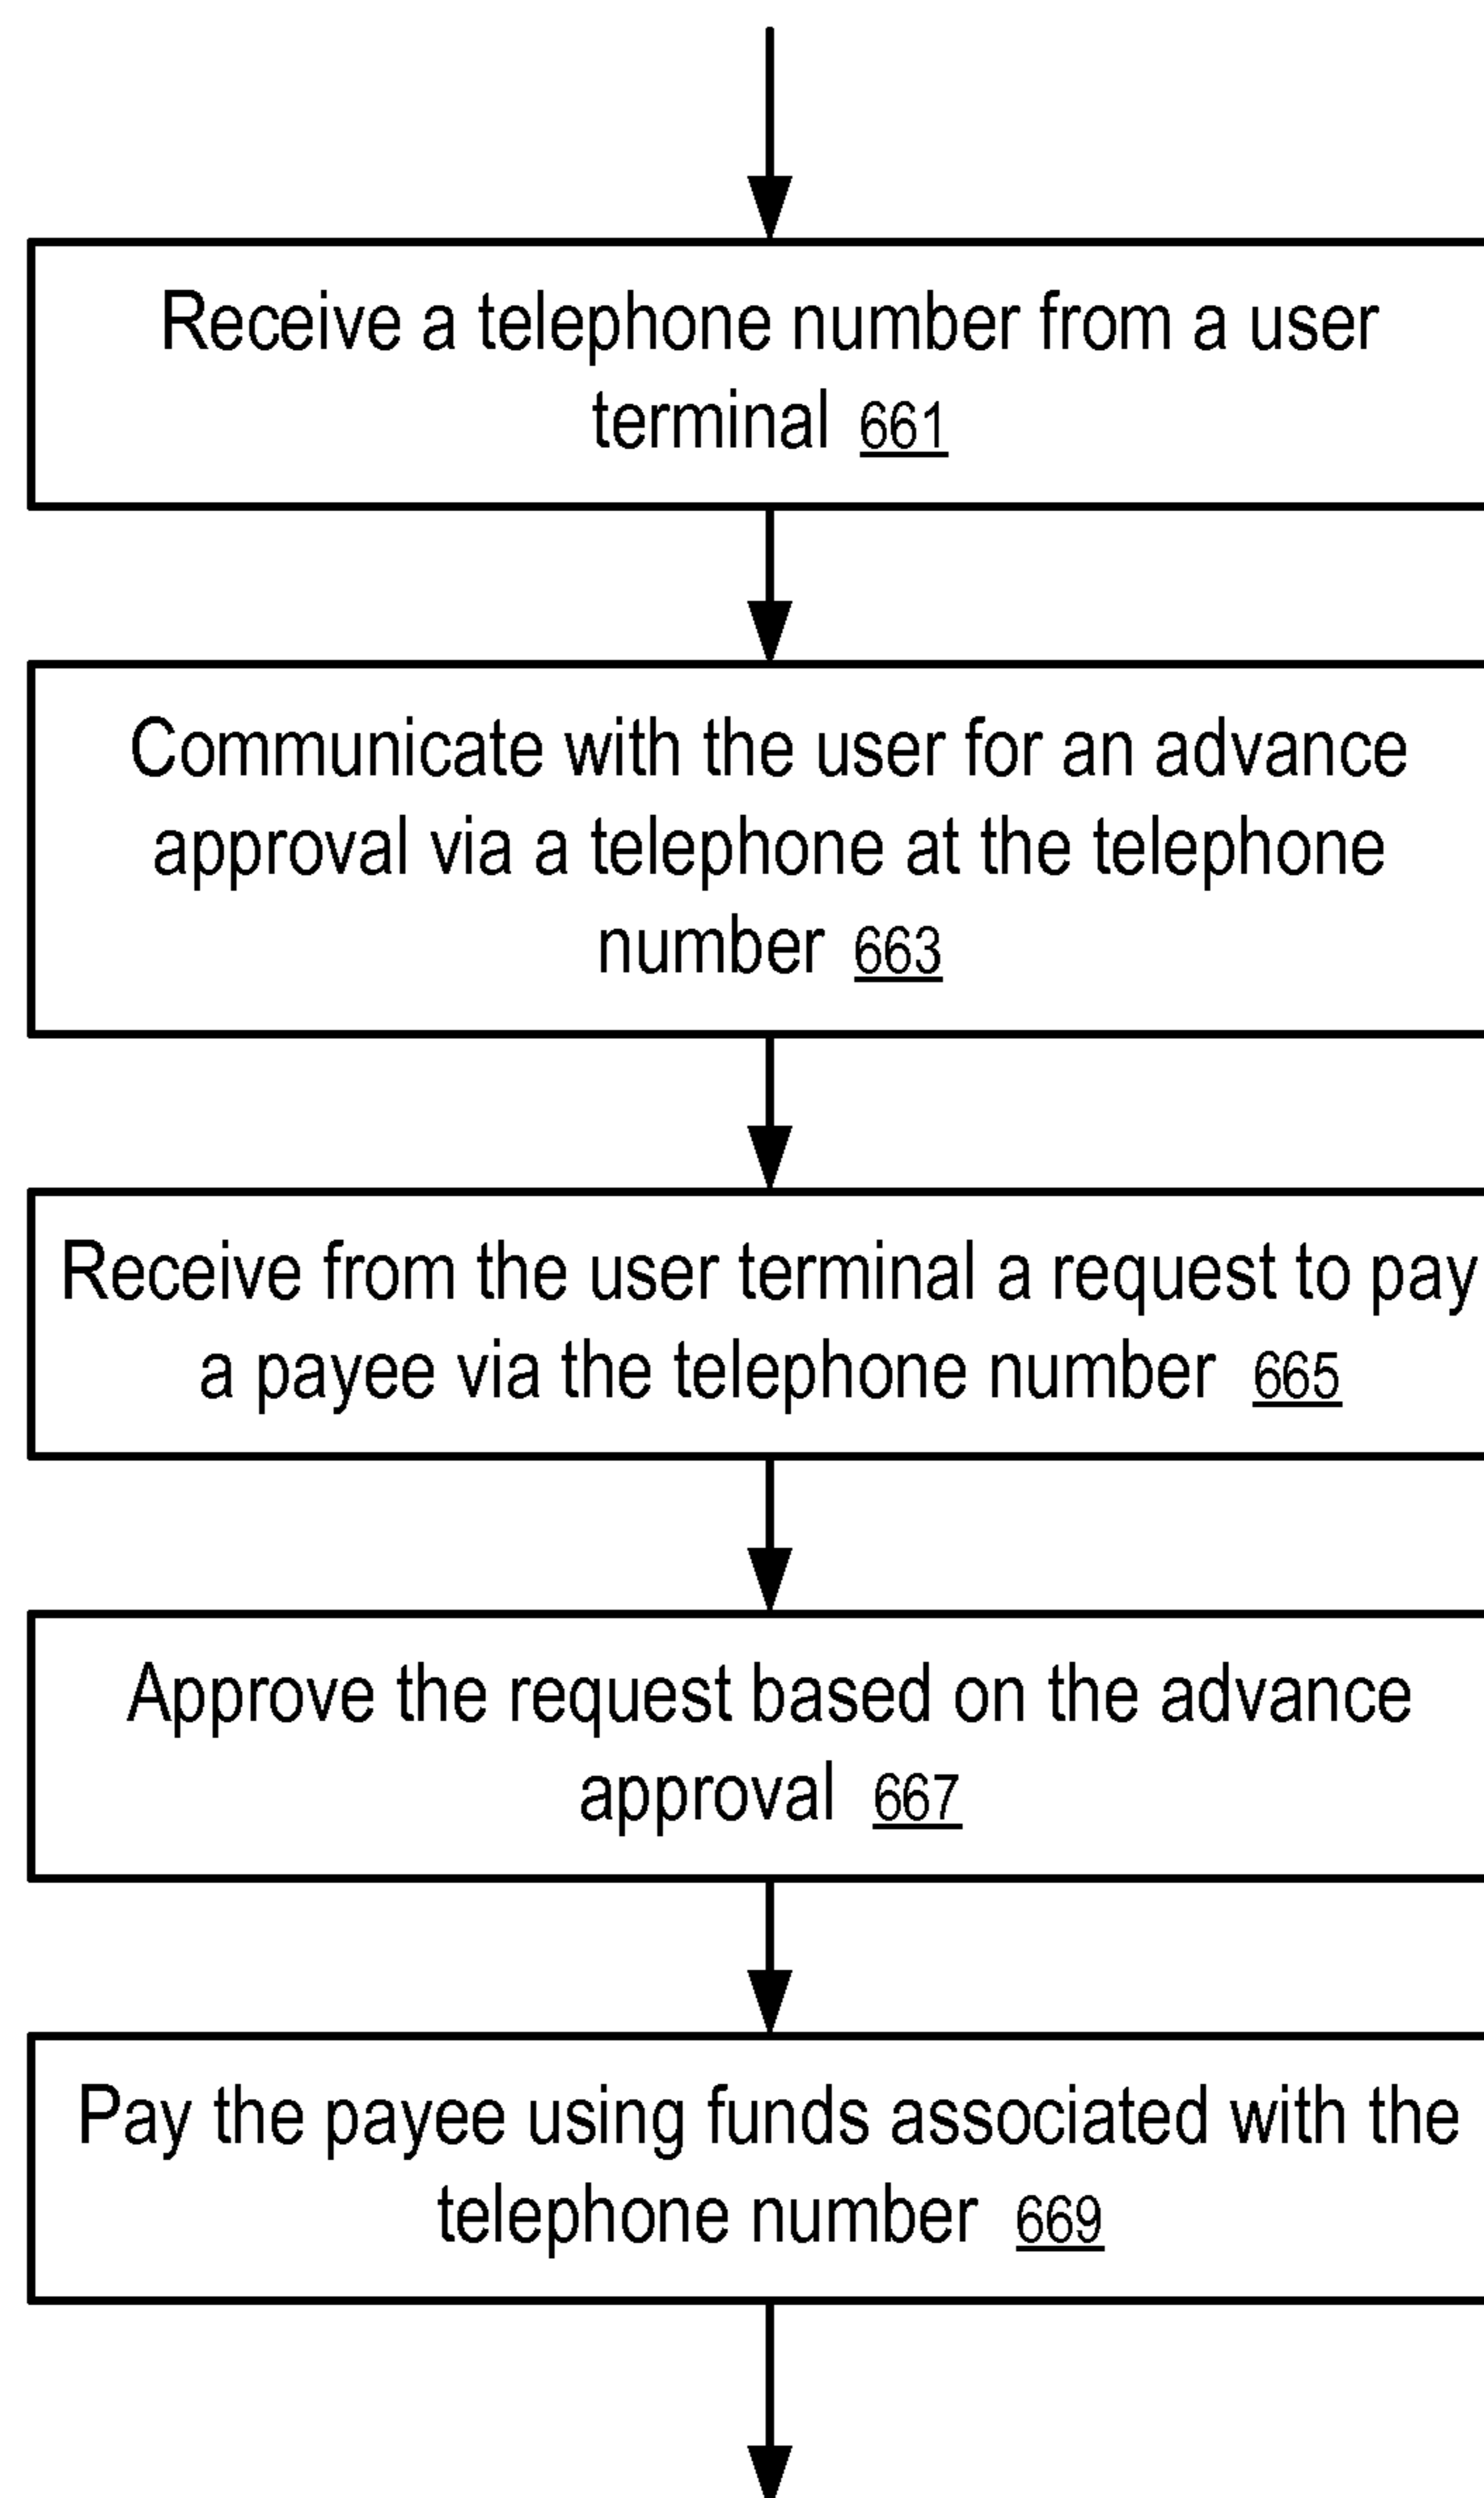 Receive a telephone number from a user
terminal 661
Communicate with the user for an advance
approval via a telephone at the telephone
number 663
Receive from the user terminal a request to pay
a payee via the telephone number 665
Approve the request based on the advance
approval 667
Pay the payee using funds associated with the
telephone number 669